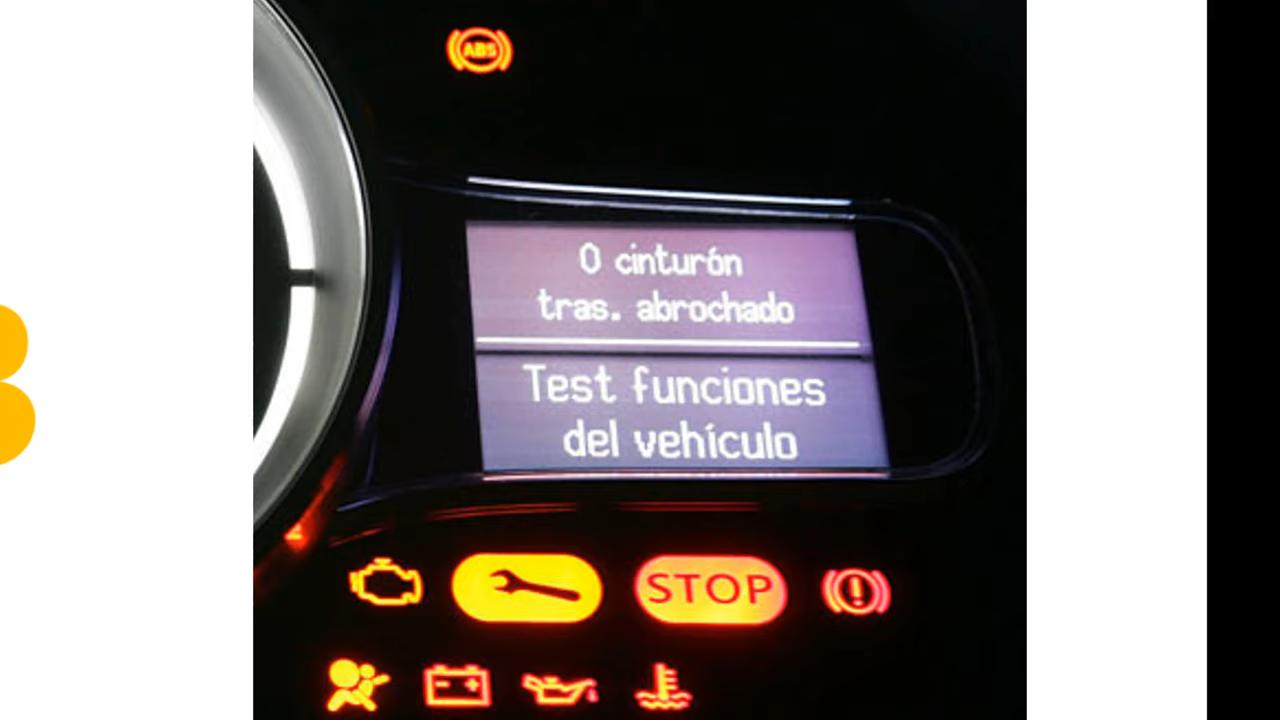 ABS
0 cinturón
tras. abrochado
Test funciones
del vehículo
STOP